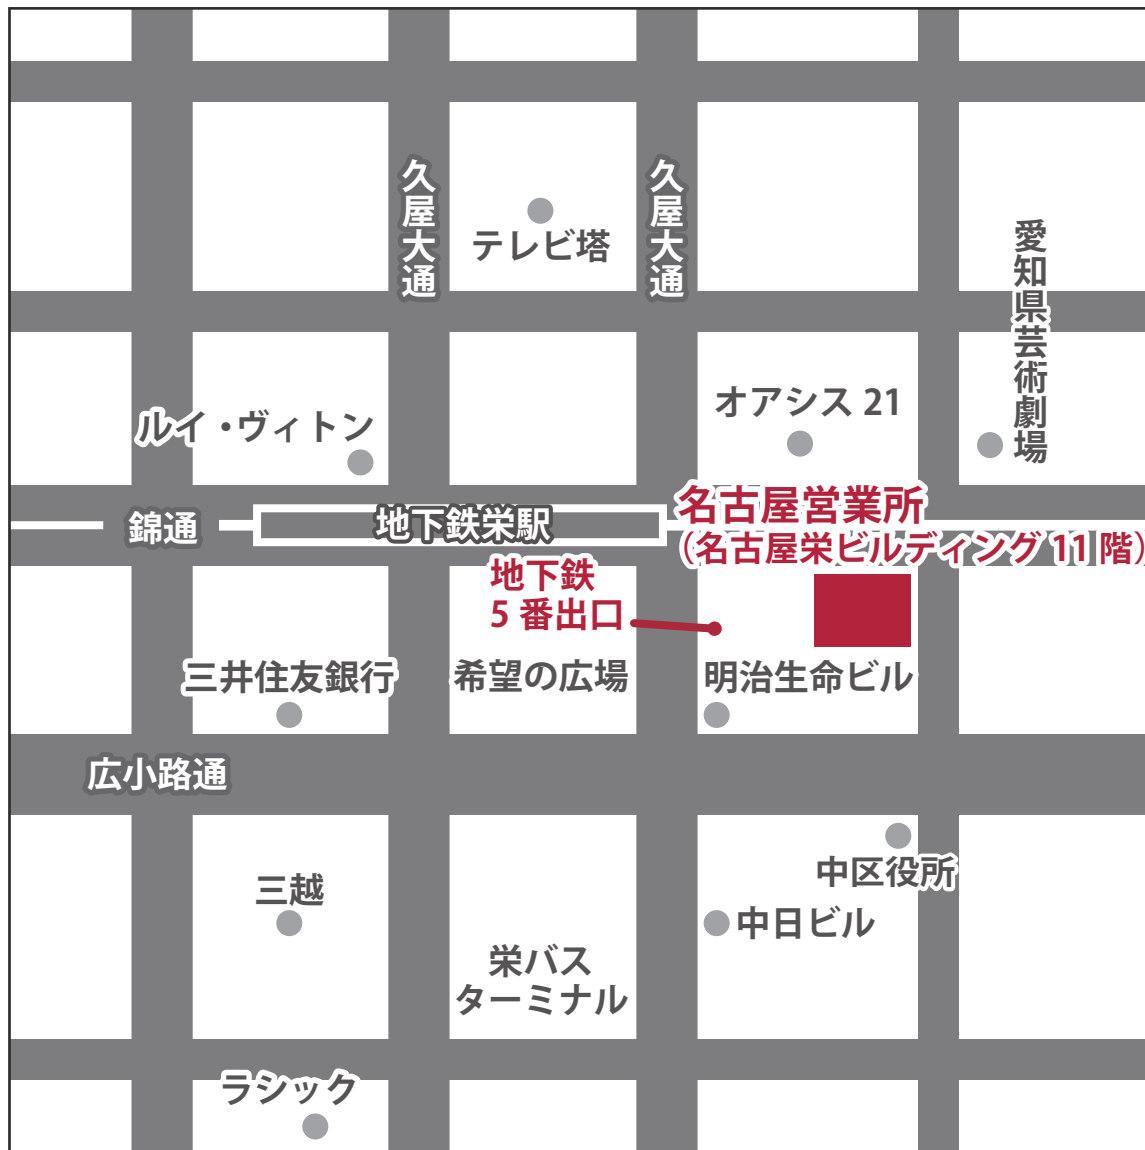 久屋大通
久屋大通
テレビ塔
愛知県芸術劇場
オアシス 21
ルイ・ヴィトン
名古屋営業所
錦通
地下鉄栄駅
（名古屋栄ビルディング 11 階）
地下鉄
5 番出口
三井住友銀行
希望の広場
明治生命ビル
広小路通
中区役所
三越
中日ビル
栄バス
ターミナル
ラシック